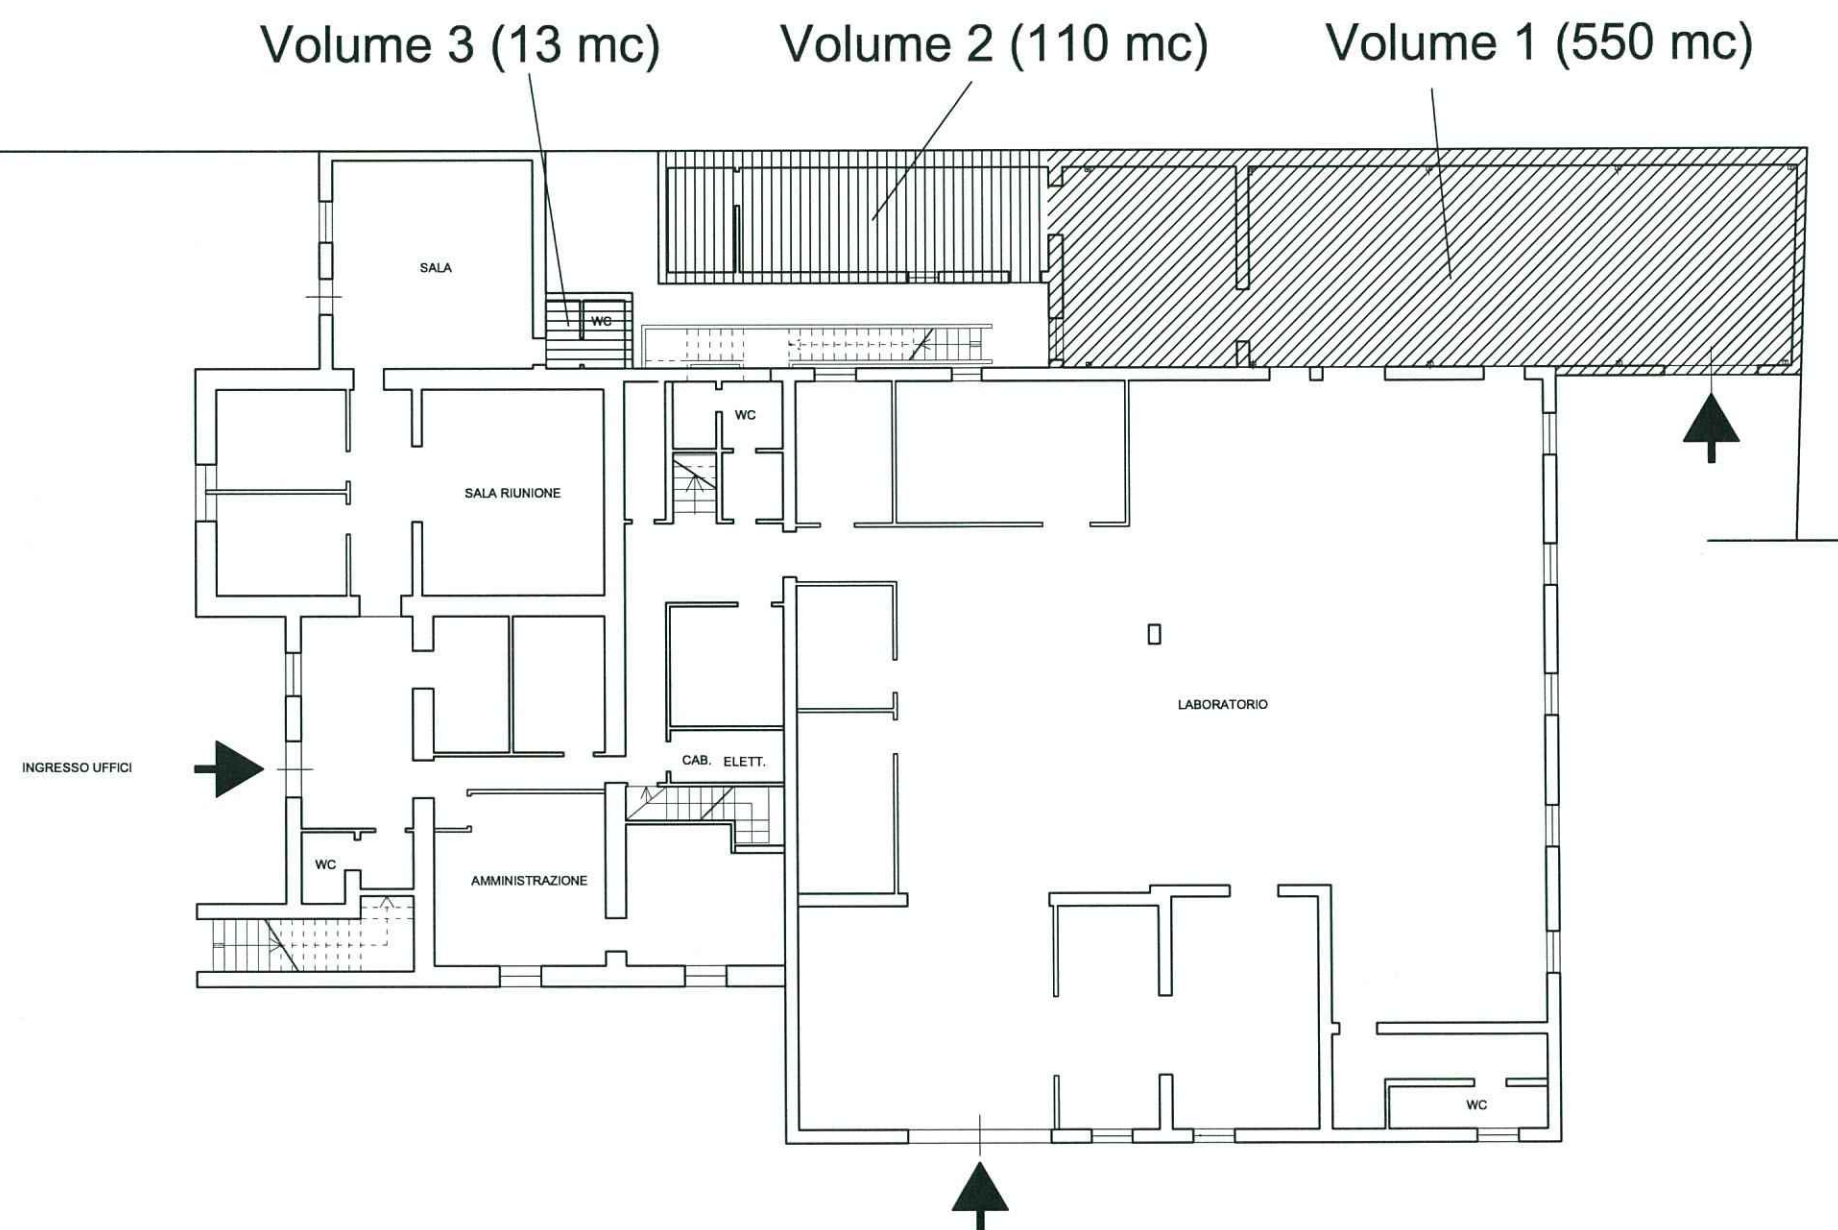 Volume 3 (13 mc)
Volume 2 (110 mc)
Volume 1 (550 mc)
SALA
WC
WC
SALA RIUNIONE
LABORATORIO
INGRESSO UFFICI
CAB. ELETT.
WC
AMMINISTRAZIONE
WC